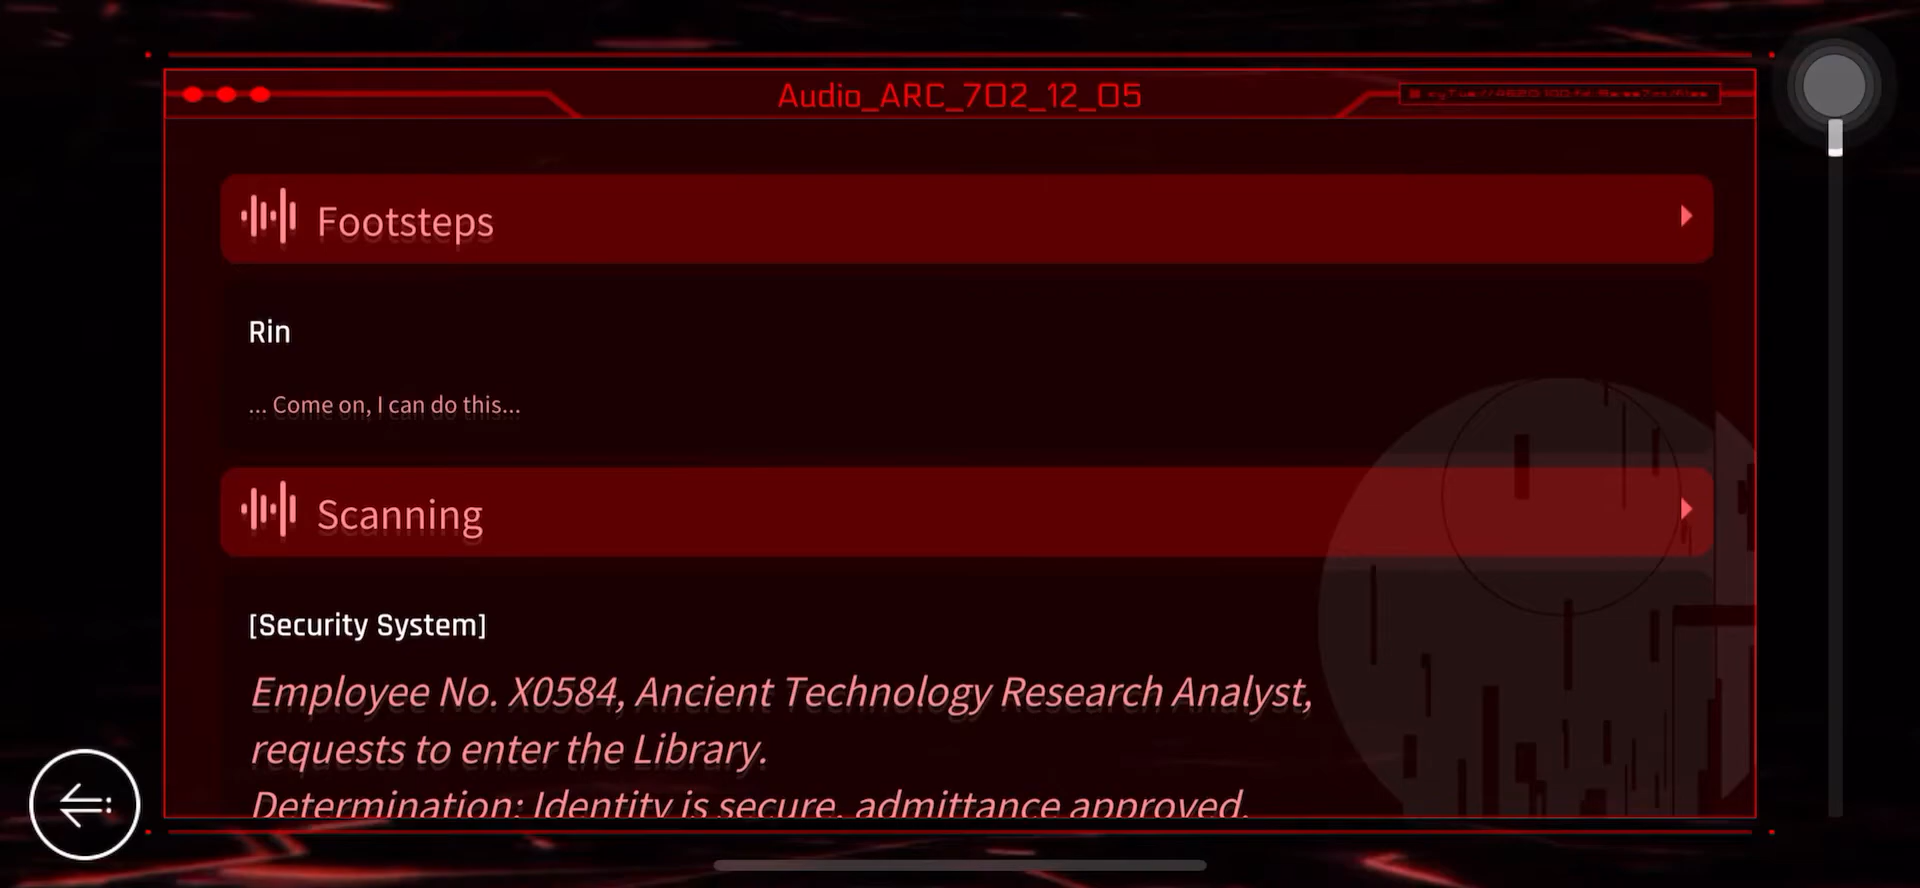 Audio_ARC_702_12_05
Footsteps
Rin
... Come on, I can do this...
Scanning
[Security System]
Employee No. X0584, Ancient Technology Research Analyst,
requests to enter the Library.
Determination: Identity is secure, admittance approved.